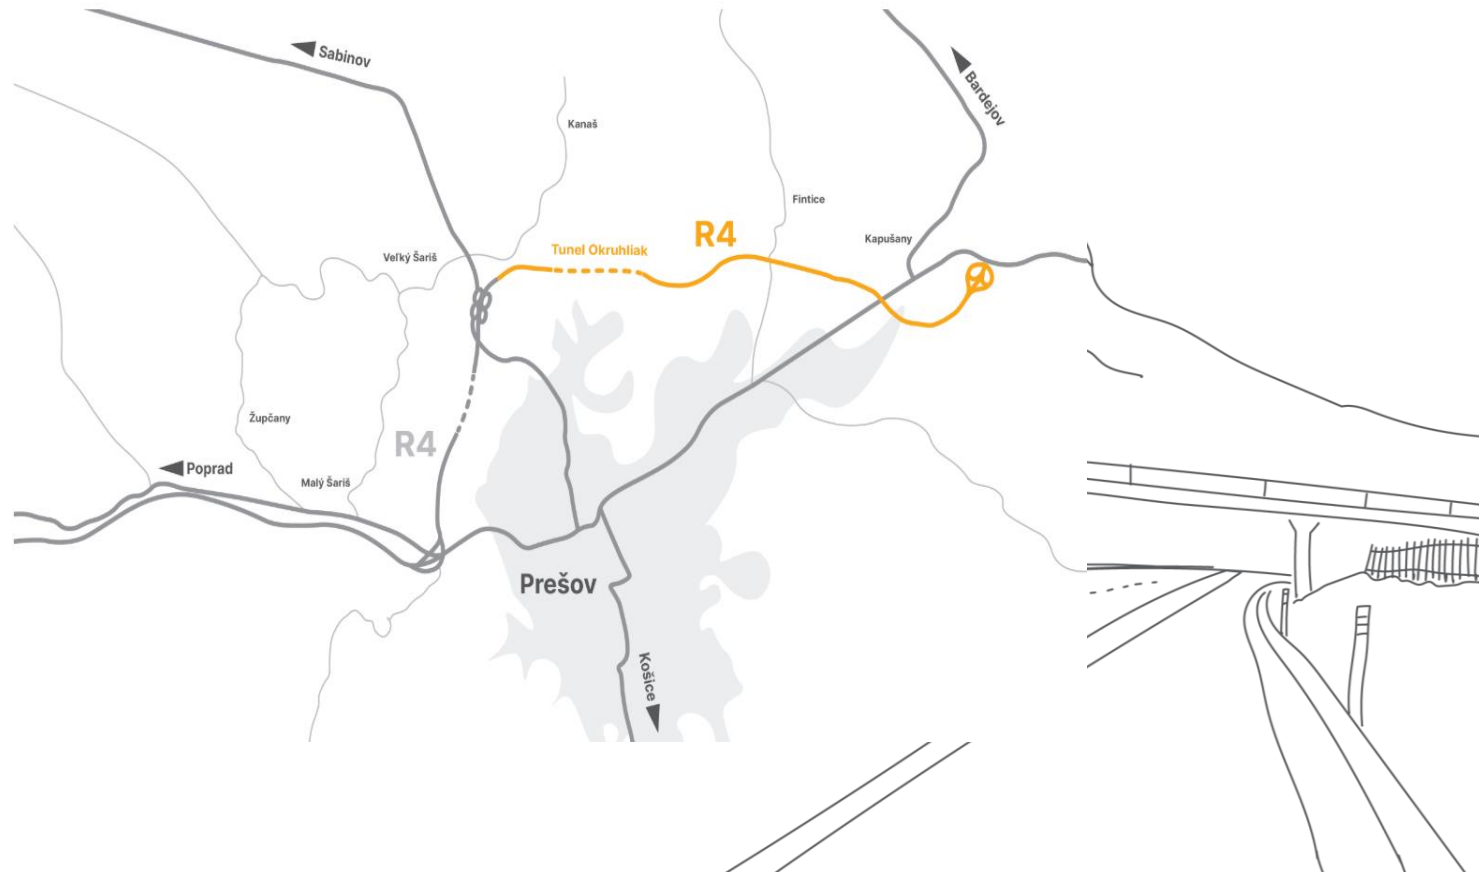 Sabinov
Bardejov
Kanaš
Fintice
R4
Kapušany
Tunel Okruhliak
Veľký Šariš
Župčany
R4
Poprad
Malý Šariš
Prešov
Košice